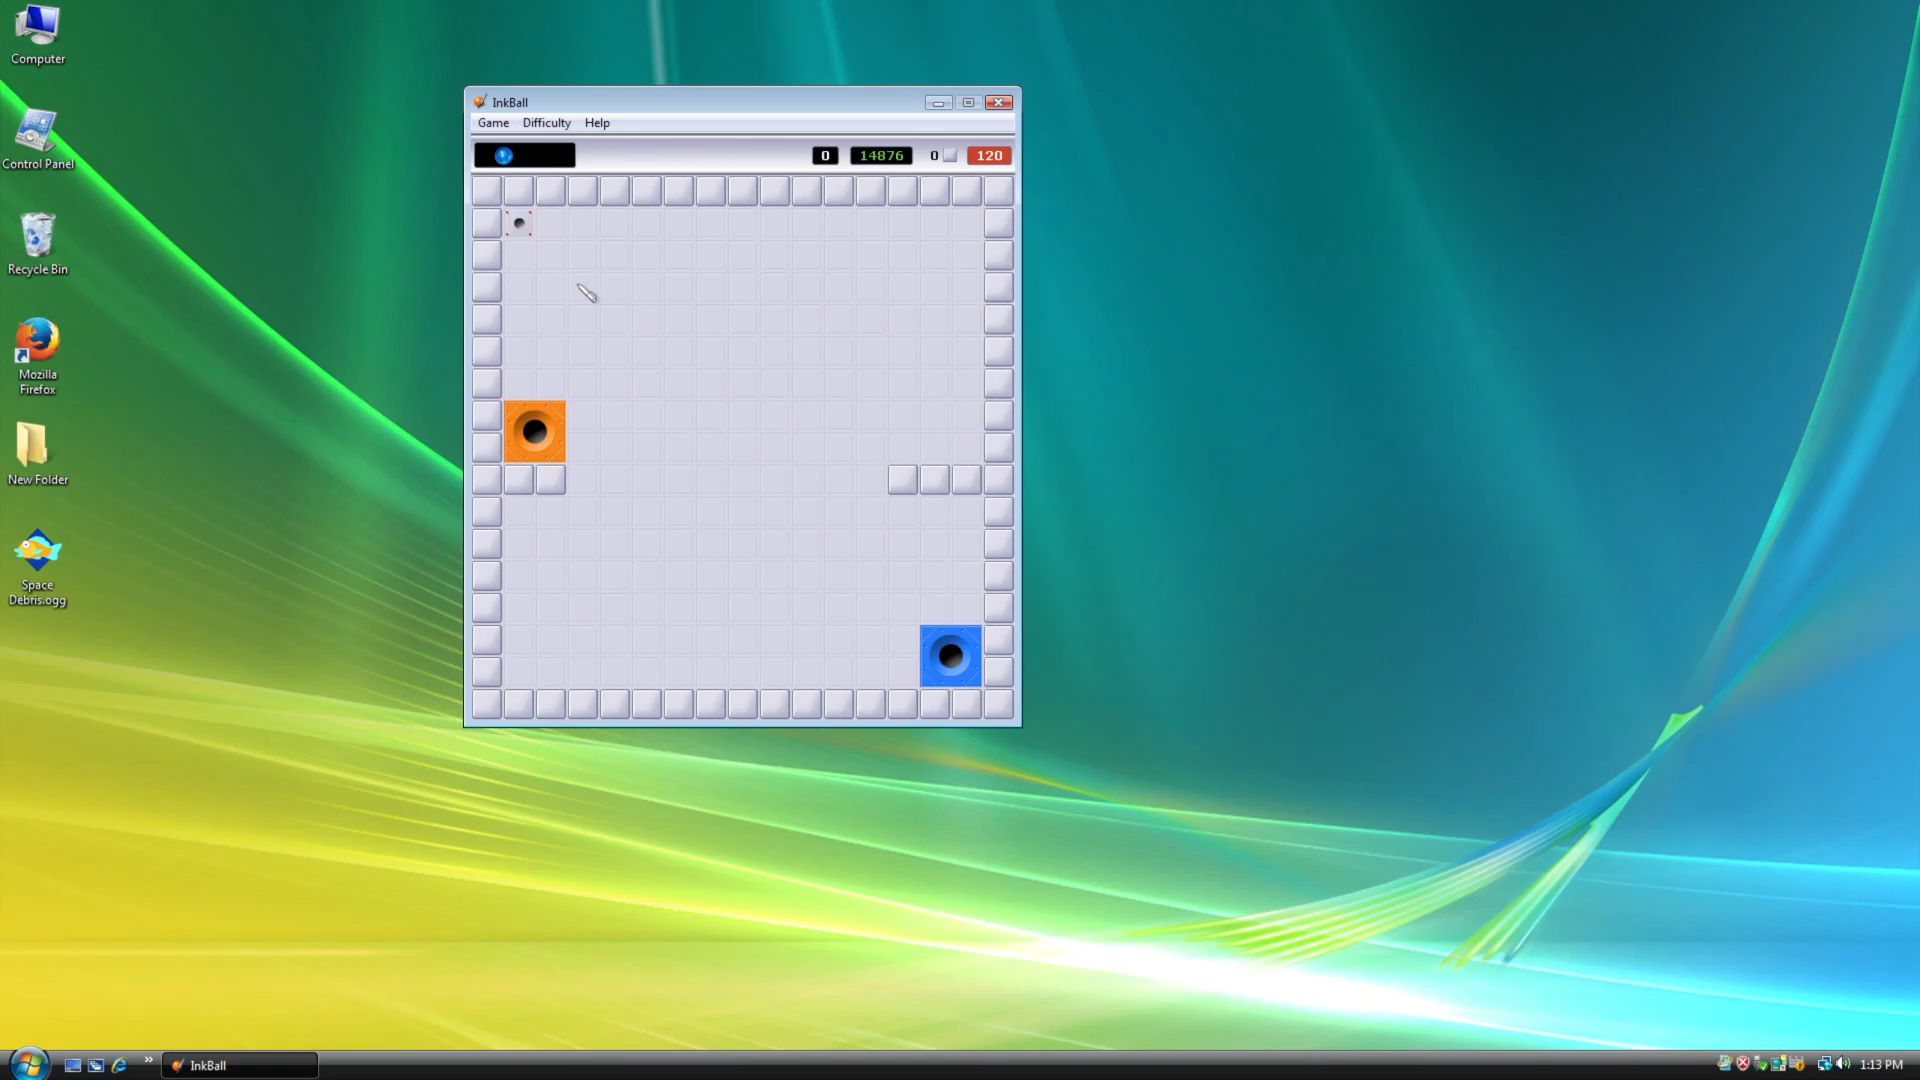 Computer
Control Panel
Recycle Bin
Mozilla
Firefox
New Folder
Space
Debris.ogg
InkBall
Game Difficulty Help
0 14876 0 120
InkBall
1:13 PM